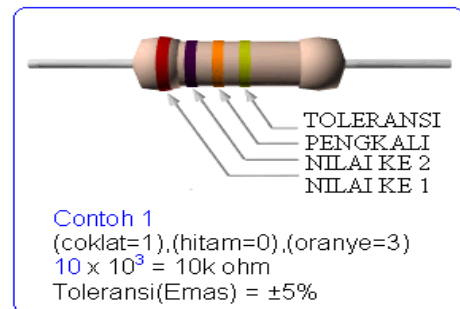 TOLERANSI
PENGKALI
NILAI KE 2
NILAI KE 1
Contoh 1
(coklat=1),(hitam=0),(oranye=3)
10 x 10³ = 10k ohm
Toleransi(Emas) = ±5%